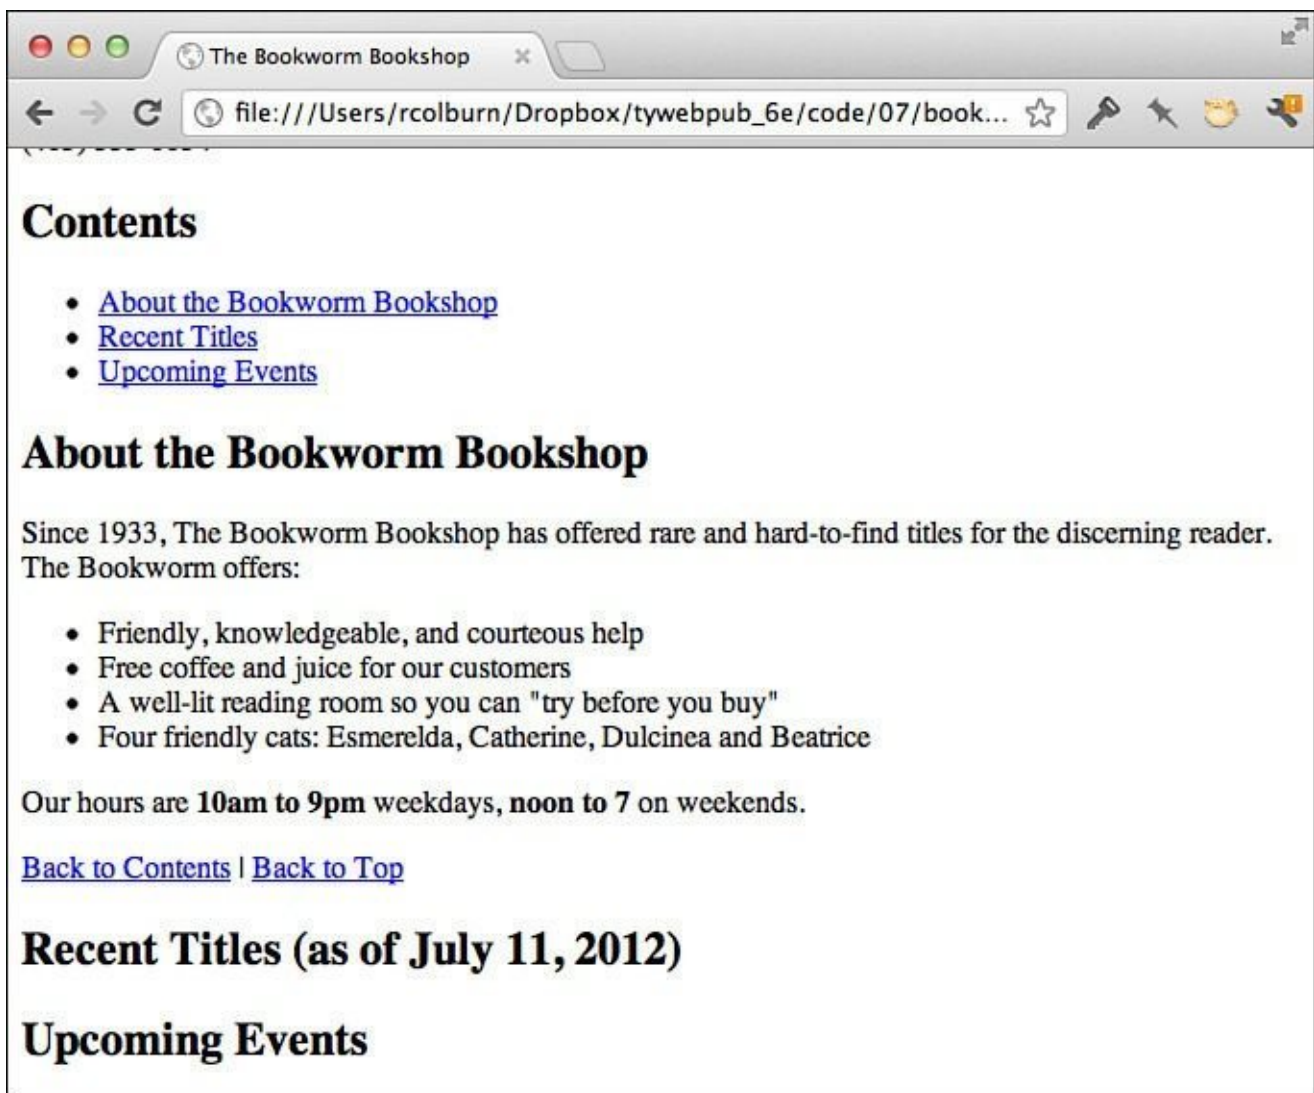 The Bookworm Bookshop
file:///Users/rcolburn/Dropbox/tywebpub_6e/code/07/book...
Contents
• About the Bookworm Bookshop
• Recent Titles
• Upcoming Events
About the Bookworm Bookshop
Since 1933, The Bookworm Bookshop has offered rare and hard-to-find titles for the discerning reader.
The Bookworm offers:
• Friendly, knowledgeable, and courteous help
• Free coffee and juice for our customers
• A well-lit reading room so you can "try before you buy"
• Four friendly cats: Esmerelda, Catherine, Dulcinea and Beatrice
Our hours are 10am to 9pm weekdays, noon to 7 on weekends.
Back to Contents | Back to Top
Recent Titles (as of July 11, 2012)
Upcoming Events